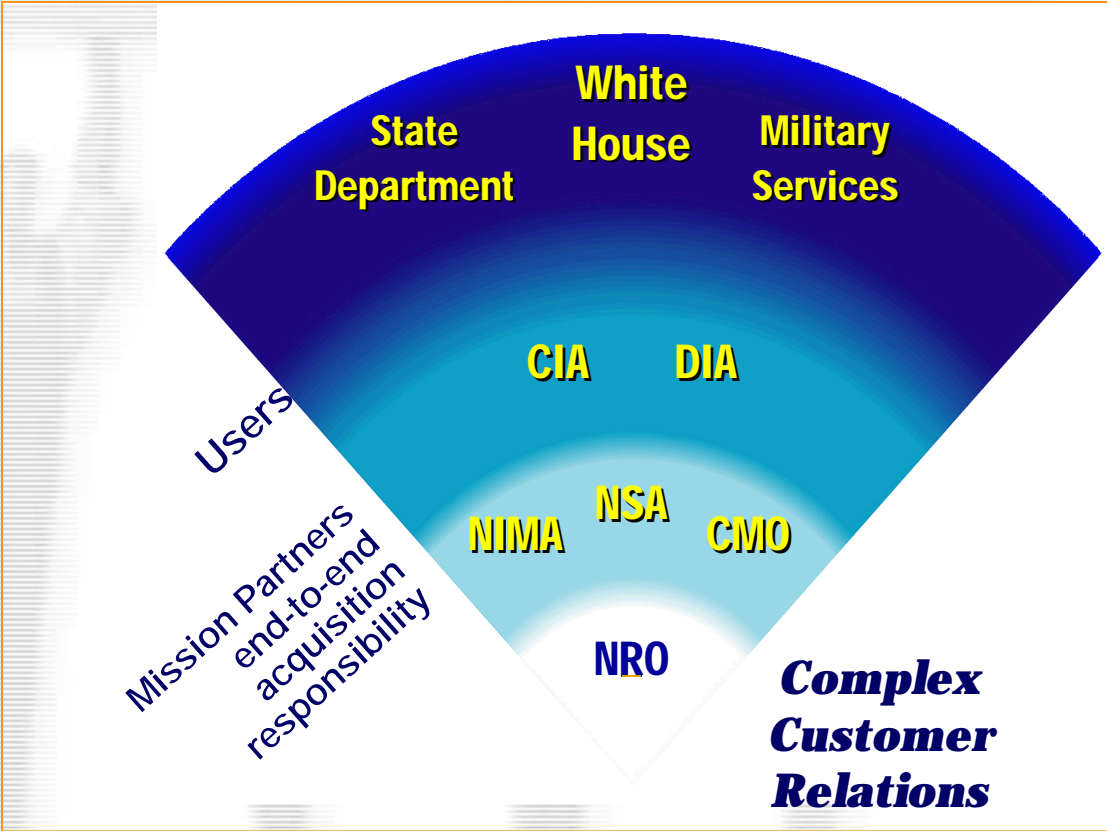 White
House
State
Department
Military
Services
CIA DIA
Users
NSA
NIMA
CMO
Mission Partners
end-to-end
acquisition
responsibility
NRO
Complex
Customer
Relations